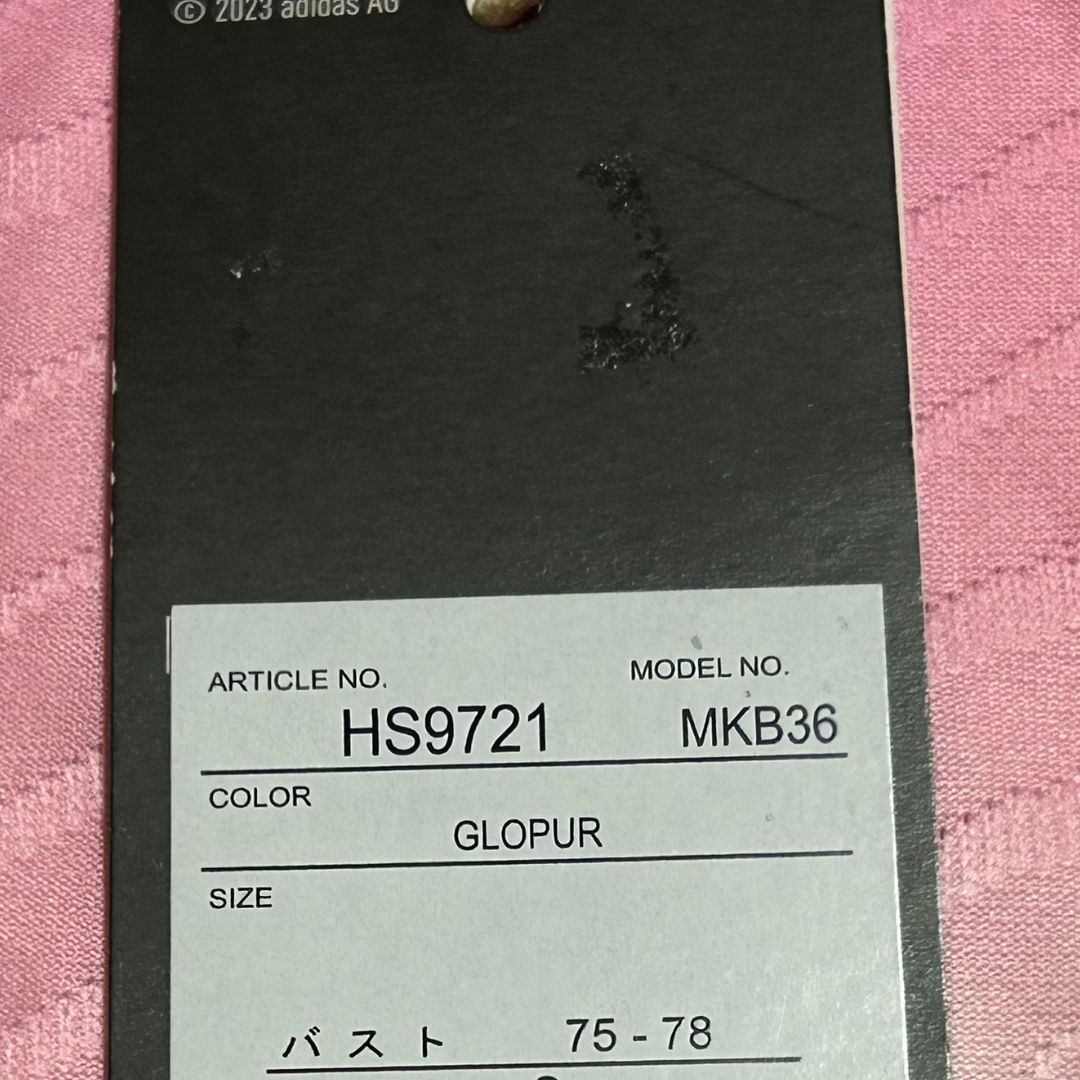 © 2023 adidas AG
ARTICLE NO. MODEL NO.
HS9721 MKB36
COLOR
GLOPUR
SIZE
バスト 75 - 78